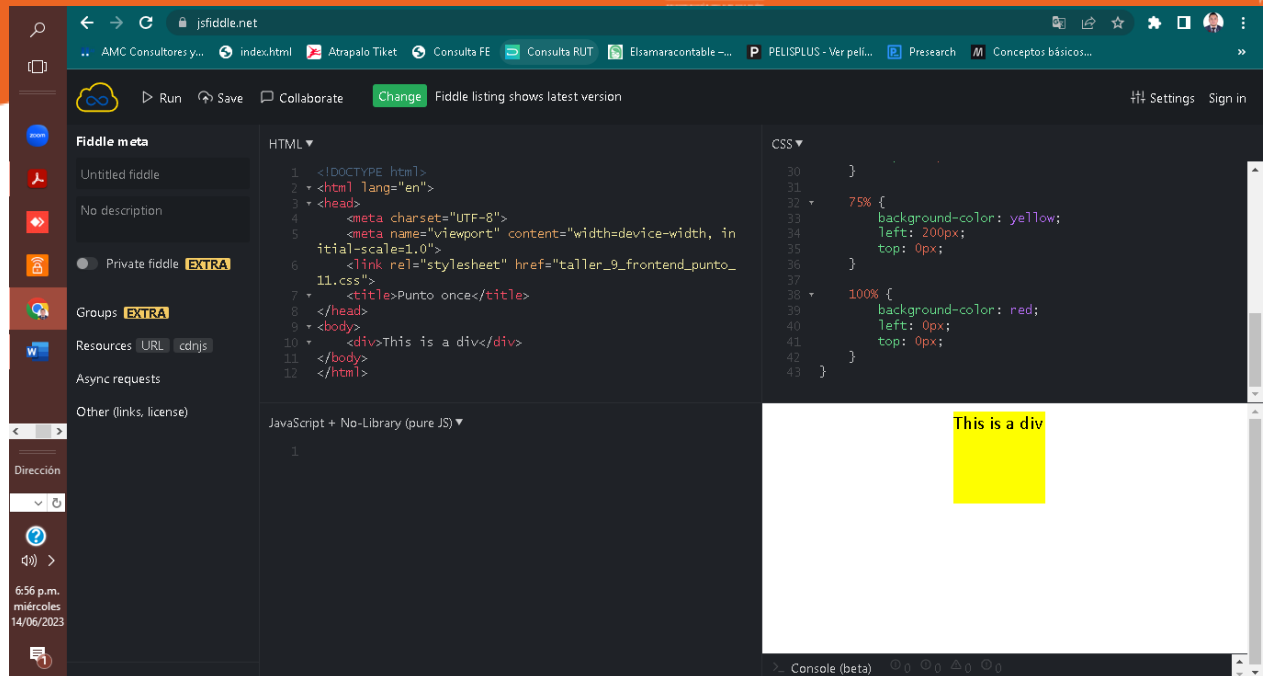 jsfiddle.net
AMC Consultores y... index.html Atrapalo Tiket Consulta FE Consulta RUT Elsamaracontable –... PELISPLUS - Ver pelí... Presearch Conceptos básicos... »
Run Save Collaborate Change Fiddle listing shows latest version Settings Sign in
zoom
Fiddle meta
Untitled fiddle
No description
Private fiddle EXTRA
Groups EXTRA
Resources URL cdnjs
Async requests
Other (links, license)
HTML ▼
1 <!DOCTYPE html>
2 <html lang="en">
3 <head>
4 <meta charset="UTF-8">
5 <meta name="viewport" content="width=device-width, in
itial-scale=1.0">
6 <link rel="stylesheet" href="taller_9_frontend_punto_
11.css">
7 <title>Punto once</title>
8 </head>
9 <body>
10 <div>This is a div</div>
11 </body>
12 </html>
CSS ▼
30 }
31
32 75% {
33 background-color: yellow;
34 left: 200px;
35 top: 0px;
36 }
37
38 100% {
39 background-color: red;
40 left: 0px;
41 top: 0px;
42 }
43 }
JavaScript + No-Library (pure JS) ▼
1
This is a div
>_ Console (beta) 0 0 0 0
Dirección
6:56 p.m.
miércoles
14/06/2023
1